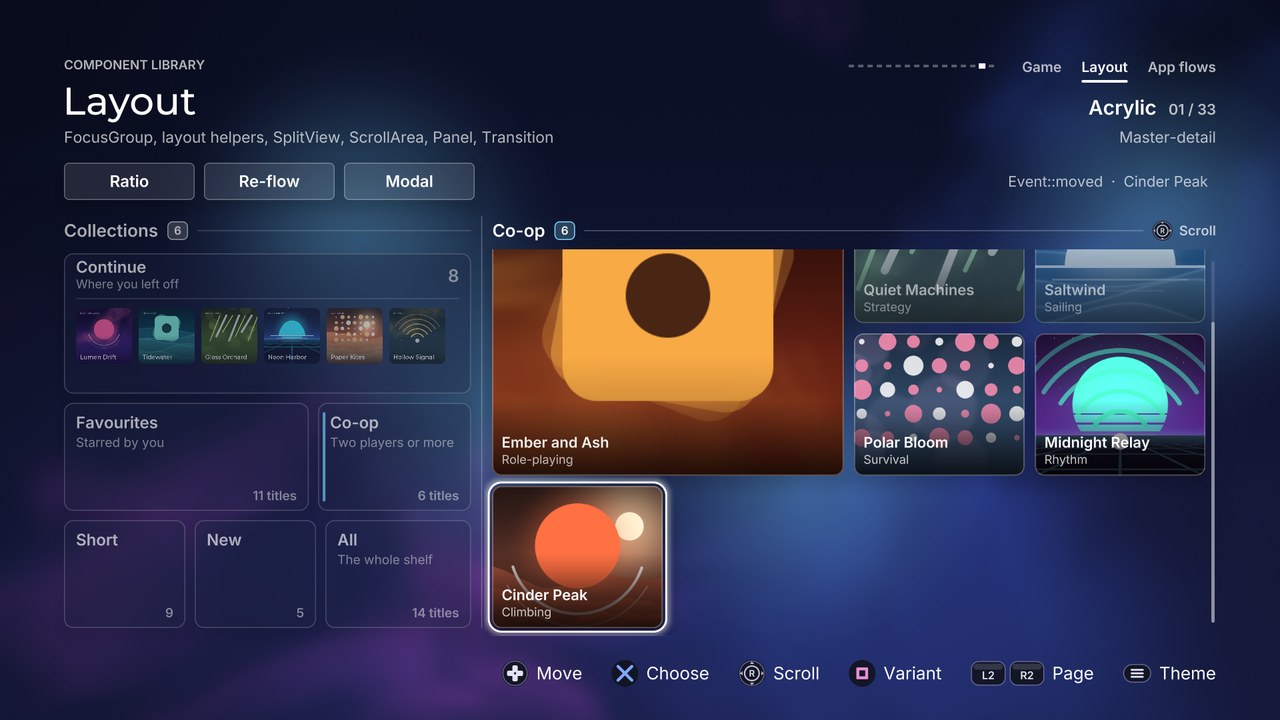 COMPONENT LIBRARY
Layout
FocusGroup, layout helpers, SplitView, ScrollArea, Panel, Transition
Game
Layout
App flows
Acrylic 01 / 33
Master-detail
Ratio
Re-flow
Modal
Event::moved · Cinder Peak
Collections 6
Continue
Where you left off
8
Lumen Drift
Tidewater
Glass Orchard
Neon Harbor
Paper Kites
Hollow Signal
Favourites
Starred by you
11 titles
Co-op
Two players or more
6 titles
Short
9
New
5
All
The whole shelf
14 titles
Co-op 6
R Scroll
Ember and Ash
Role-playing
Quiet Machines
Strategy
Saltwind
Sailing
Polar Bloom
Survival
Midnight Relay
Rhythm
Cinder Peak
Climbing
Move
Choose
R Scroll
Variant
L2 R2 Page
Theme